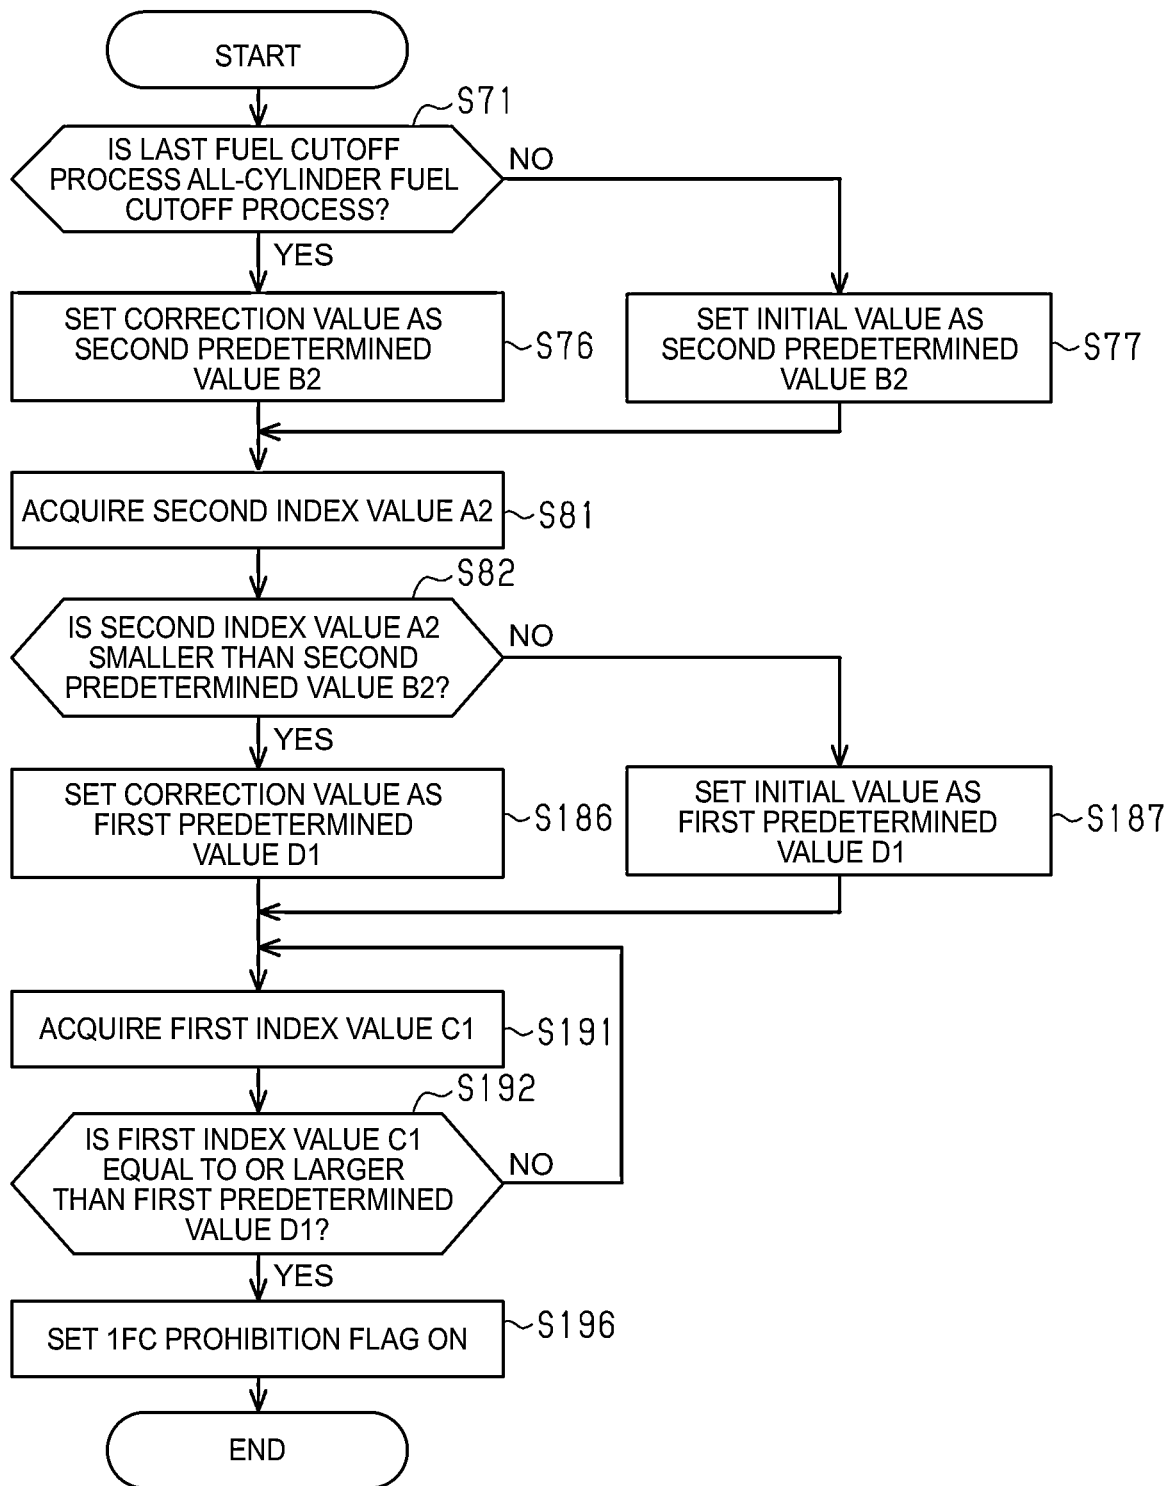 START
S71
IS LAST FUEL CUTOFF
PROCESS ALL-CYLINDER FUEL
CUTOFF PROCESS?
NO
YES
SET CORRECTION VALUE AS
SECOND PREDETERMINED
VALUE B2
S76
SET INITIAL VALUE AS
SECOND PREDETERMINED
VALUE B2
S77
ACQUIRE SECOND INDEX VALUE A2
S81
S82
IS SECOND INDEX VALUE A2
SMALLER THAN SECOND
PREDETERMINED VALUE B2?
NO
YES
SET CORRECTION VALUE AS
FIRST PREDETERMINED
VALUE D1
S186
SET INITIAL VALUE AS
FIRST PREDETERMINED
VALUE D1
S187
ACQUIRE FIRST INDEX VALUE C1
S191
S192
IS FIRST INDEX VALUE C1
EQUAL TO OR LARGER
THAN FIRST PREDETERMINED
VALUE D1?
NO
YES
SET 1FC PROHIBITION FLAG ON
S196
END